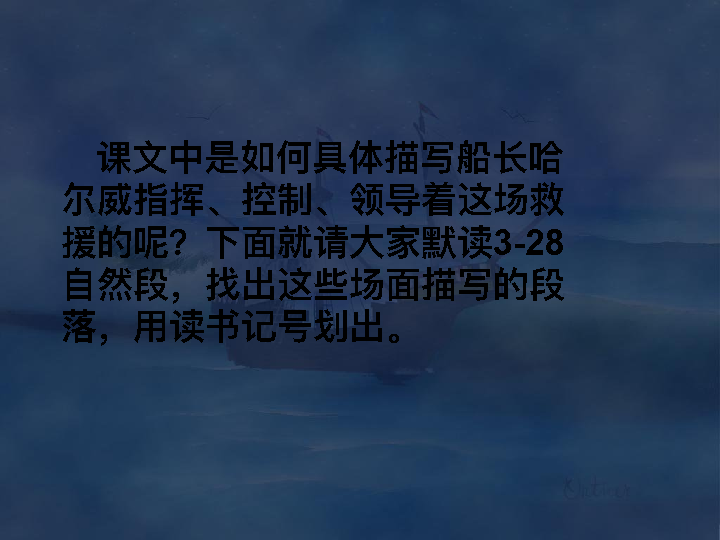 课文中是如何具体描写船长哈
尔威指挥、控制、领导着这场救
援的呢？下面就请大家默读3-28
自然段，找出这些场面描写的段
落，用读书记号划出。